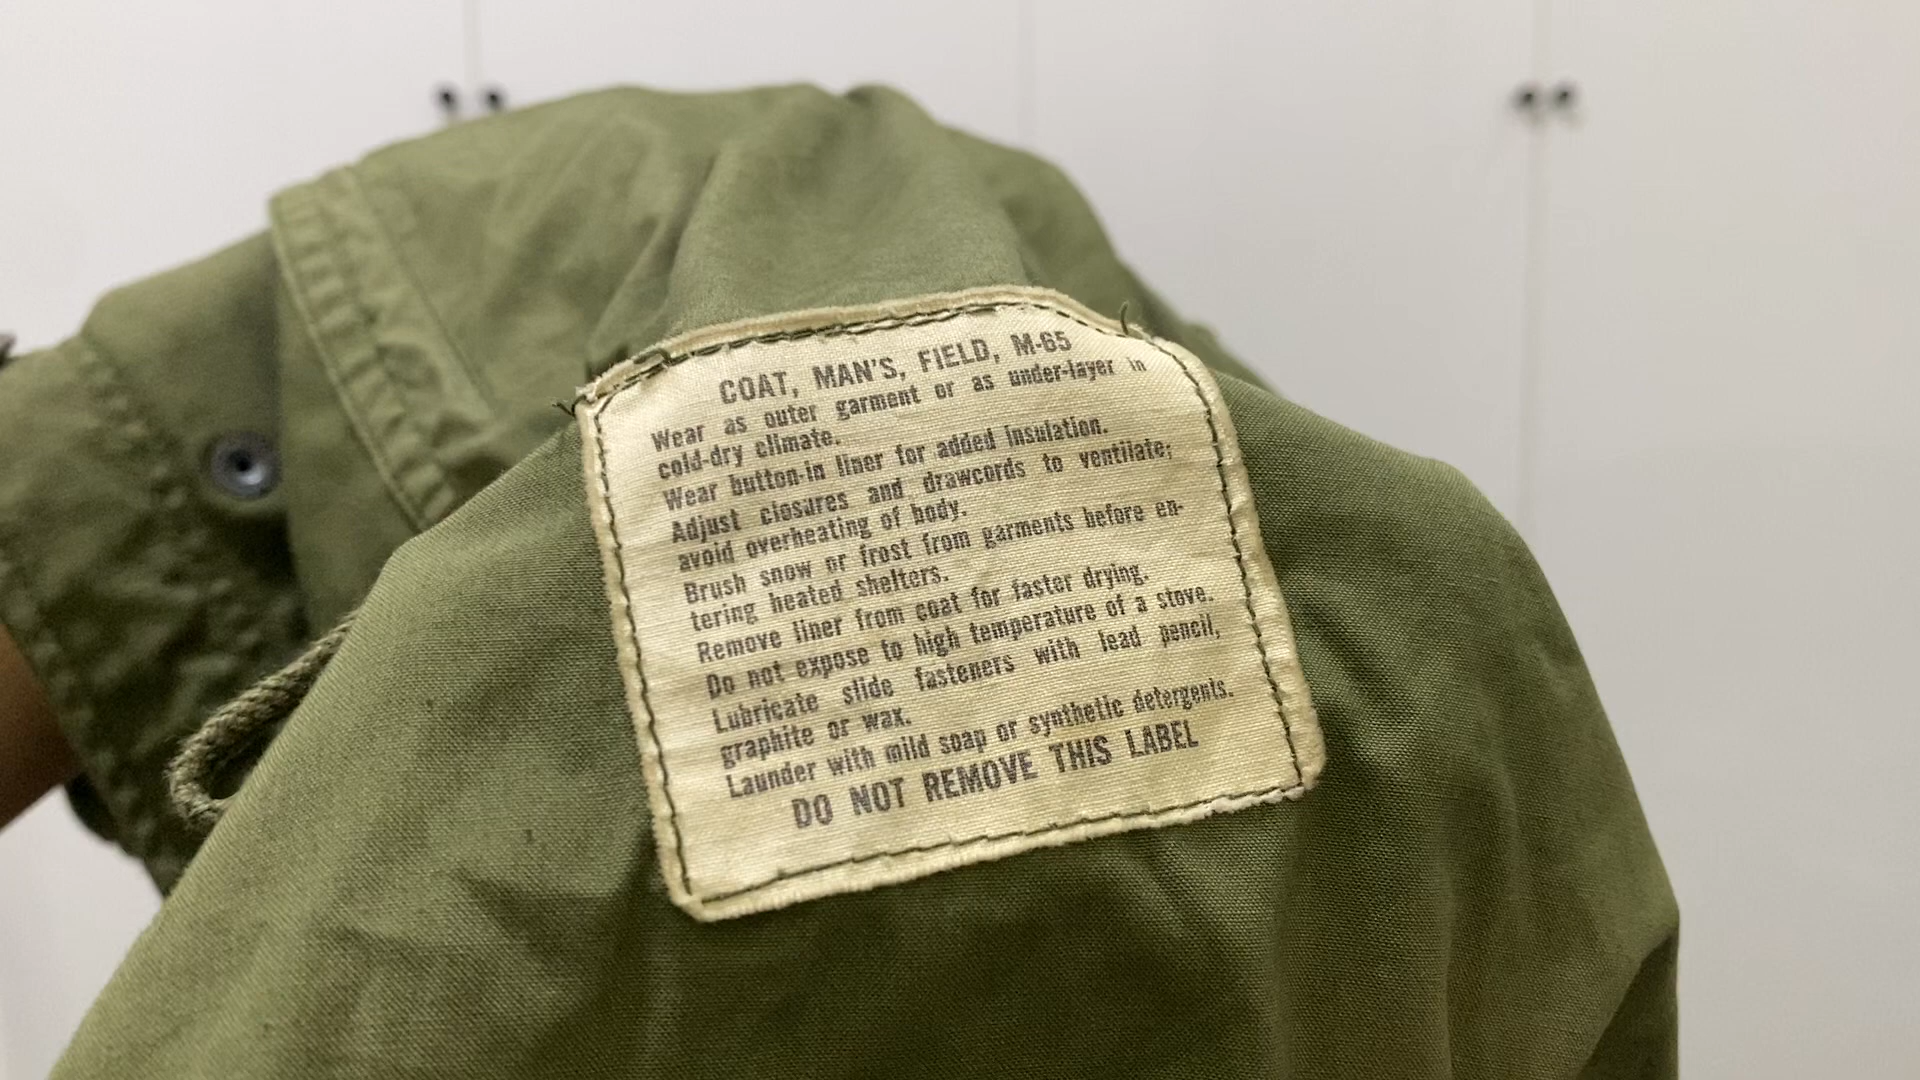 COAT, MAN'S, FIELD, M-65
Wear as outer garment or as under-layer in
cold-dry climate.
Wear button-in liner for added insulation.
Adjust closures and drawcords to ventilate;
avoid overheating of body.
Brush snow or frost from garments before en-
tering heated shelters.
Remove liner from coat for faster drying.
Do not expose to high temperature of a stove.
Lubricate slide fasteners with lead pencil,
graphite or wax.
Launder with mild soap or synthetic detergents.
DO NOT REMOVE THIS LABEL